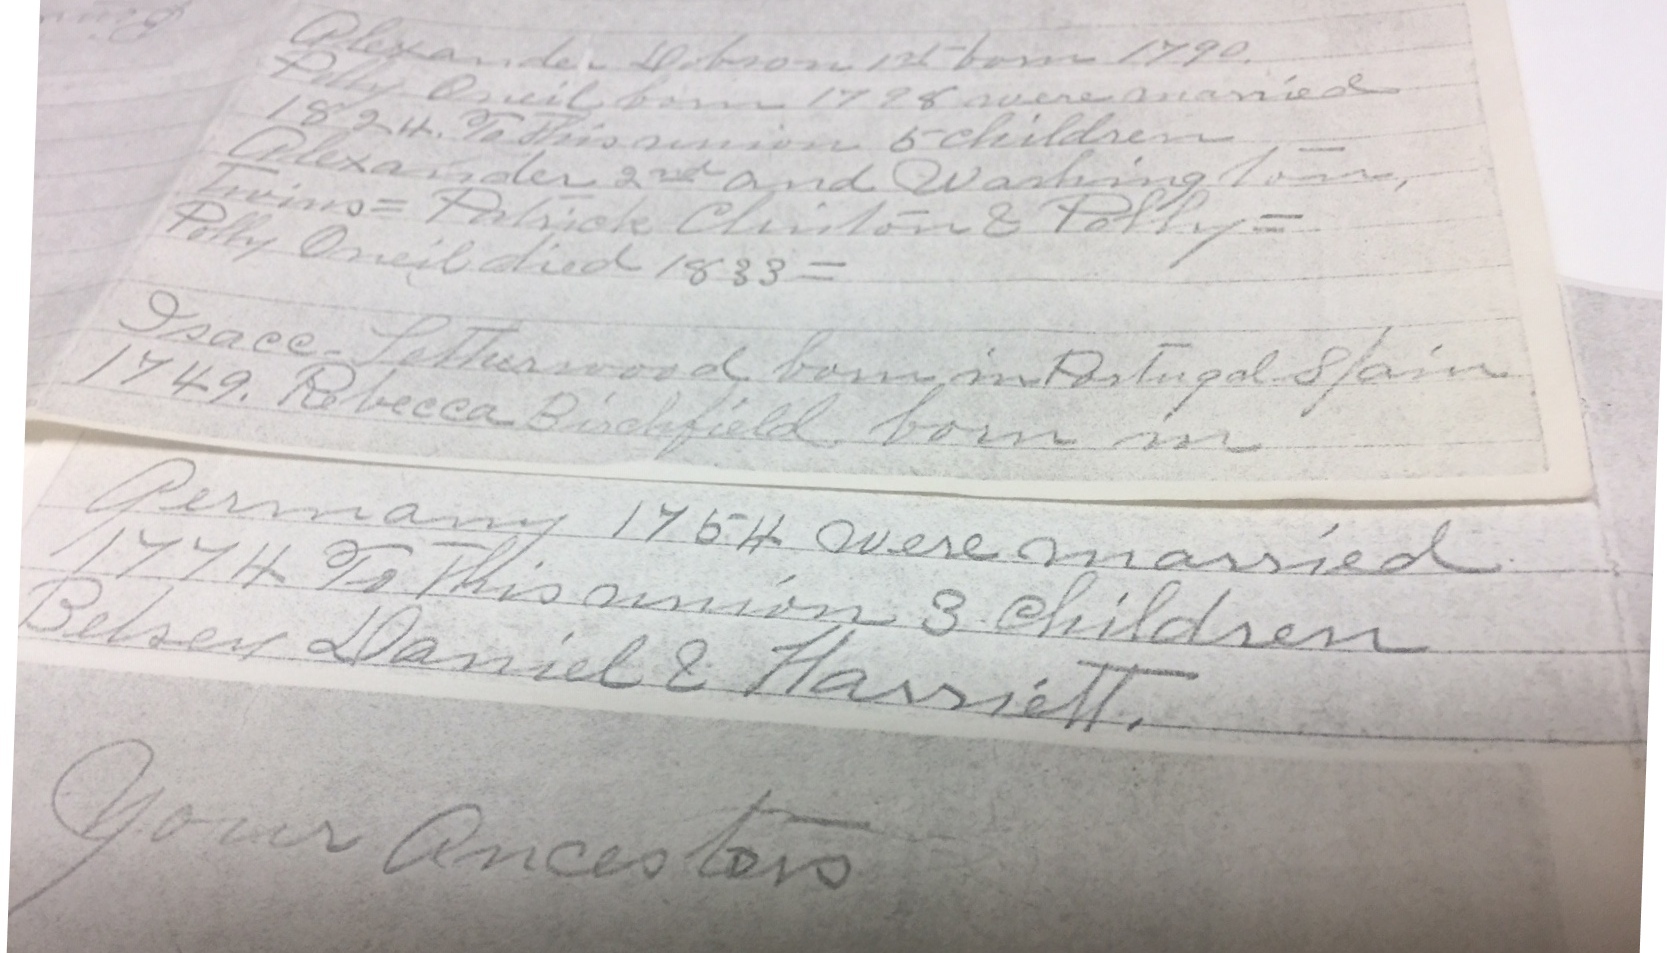 Alexander Dobson 1st born 1790.
Polly Oneil born 1798 were married
1824. To this union 5 children
Alexander 2nd and Washington,
Twins = Patrick Clinton & Polly =
Polly Oneil died 1833 =
Isacc Letherwood born in Portugal Spain
1749. Rebecca Birchfield born in
Germany 1754 were married
1774 To this union 3 children
Betsey Daniel & Harriett.
Your Ancestors